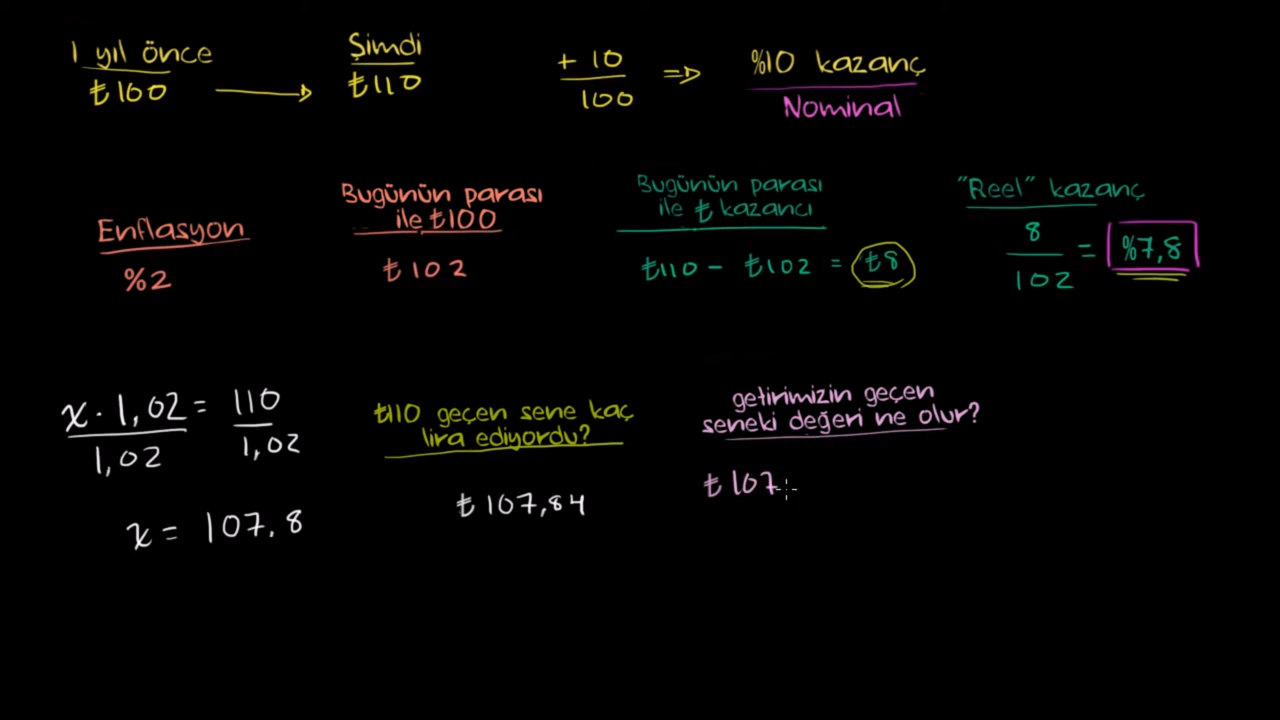 1 yıl önce
₺100
Şimdi
₺110
+ 10
100
%10 kazanç
Nominal
Enflasyon
%2
Bugünün parası
ile ₺100
₺102
Bugünün parası
ile ₺ kazancı
₺110 - ₺102 = ₺8
"Reel" kazanç
8
102
= %7,8
x · 1,02 = 110
1,02 1,02
x = 107,8
₺110 geçen sene kaç
lira ediyordu?
₺107,84
getirimizin geçen
seneki değeri ne olur?
₺107